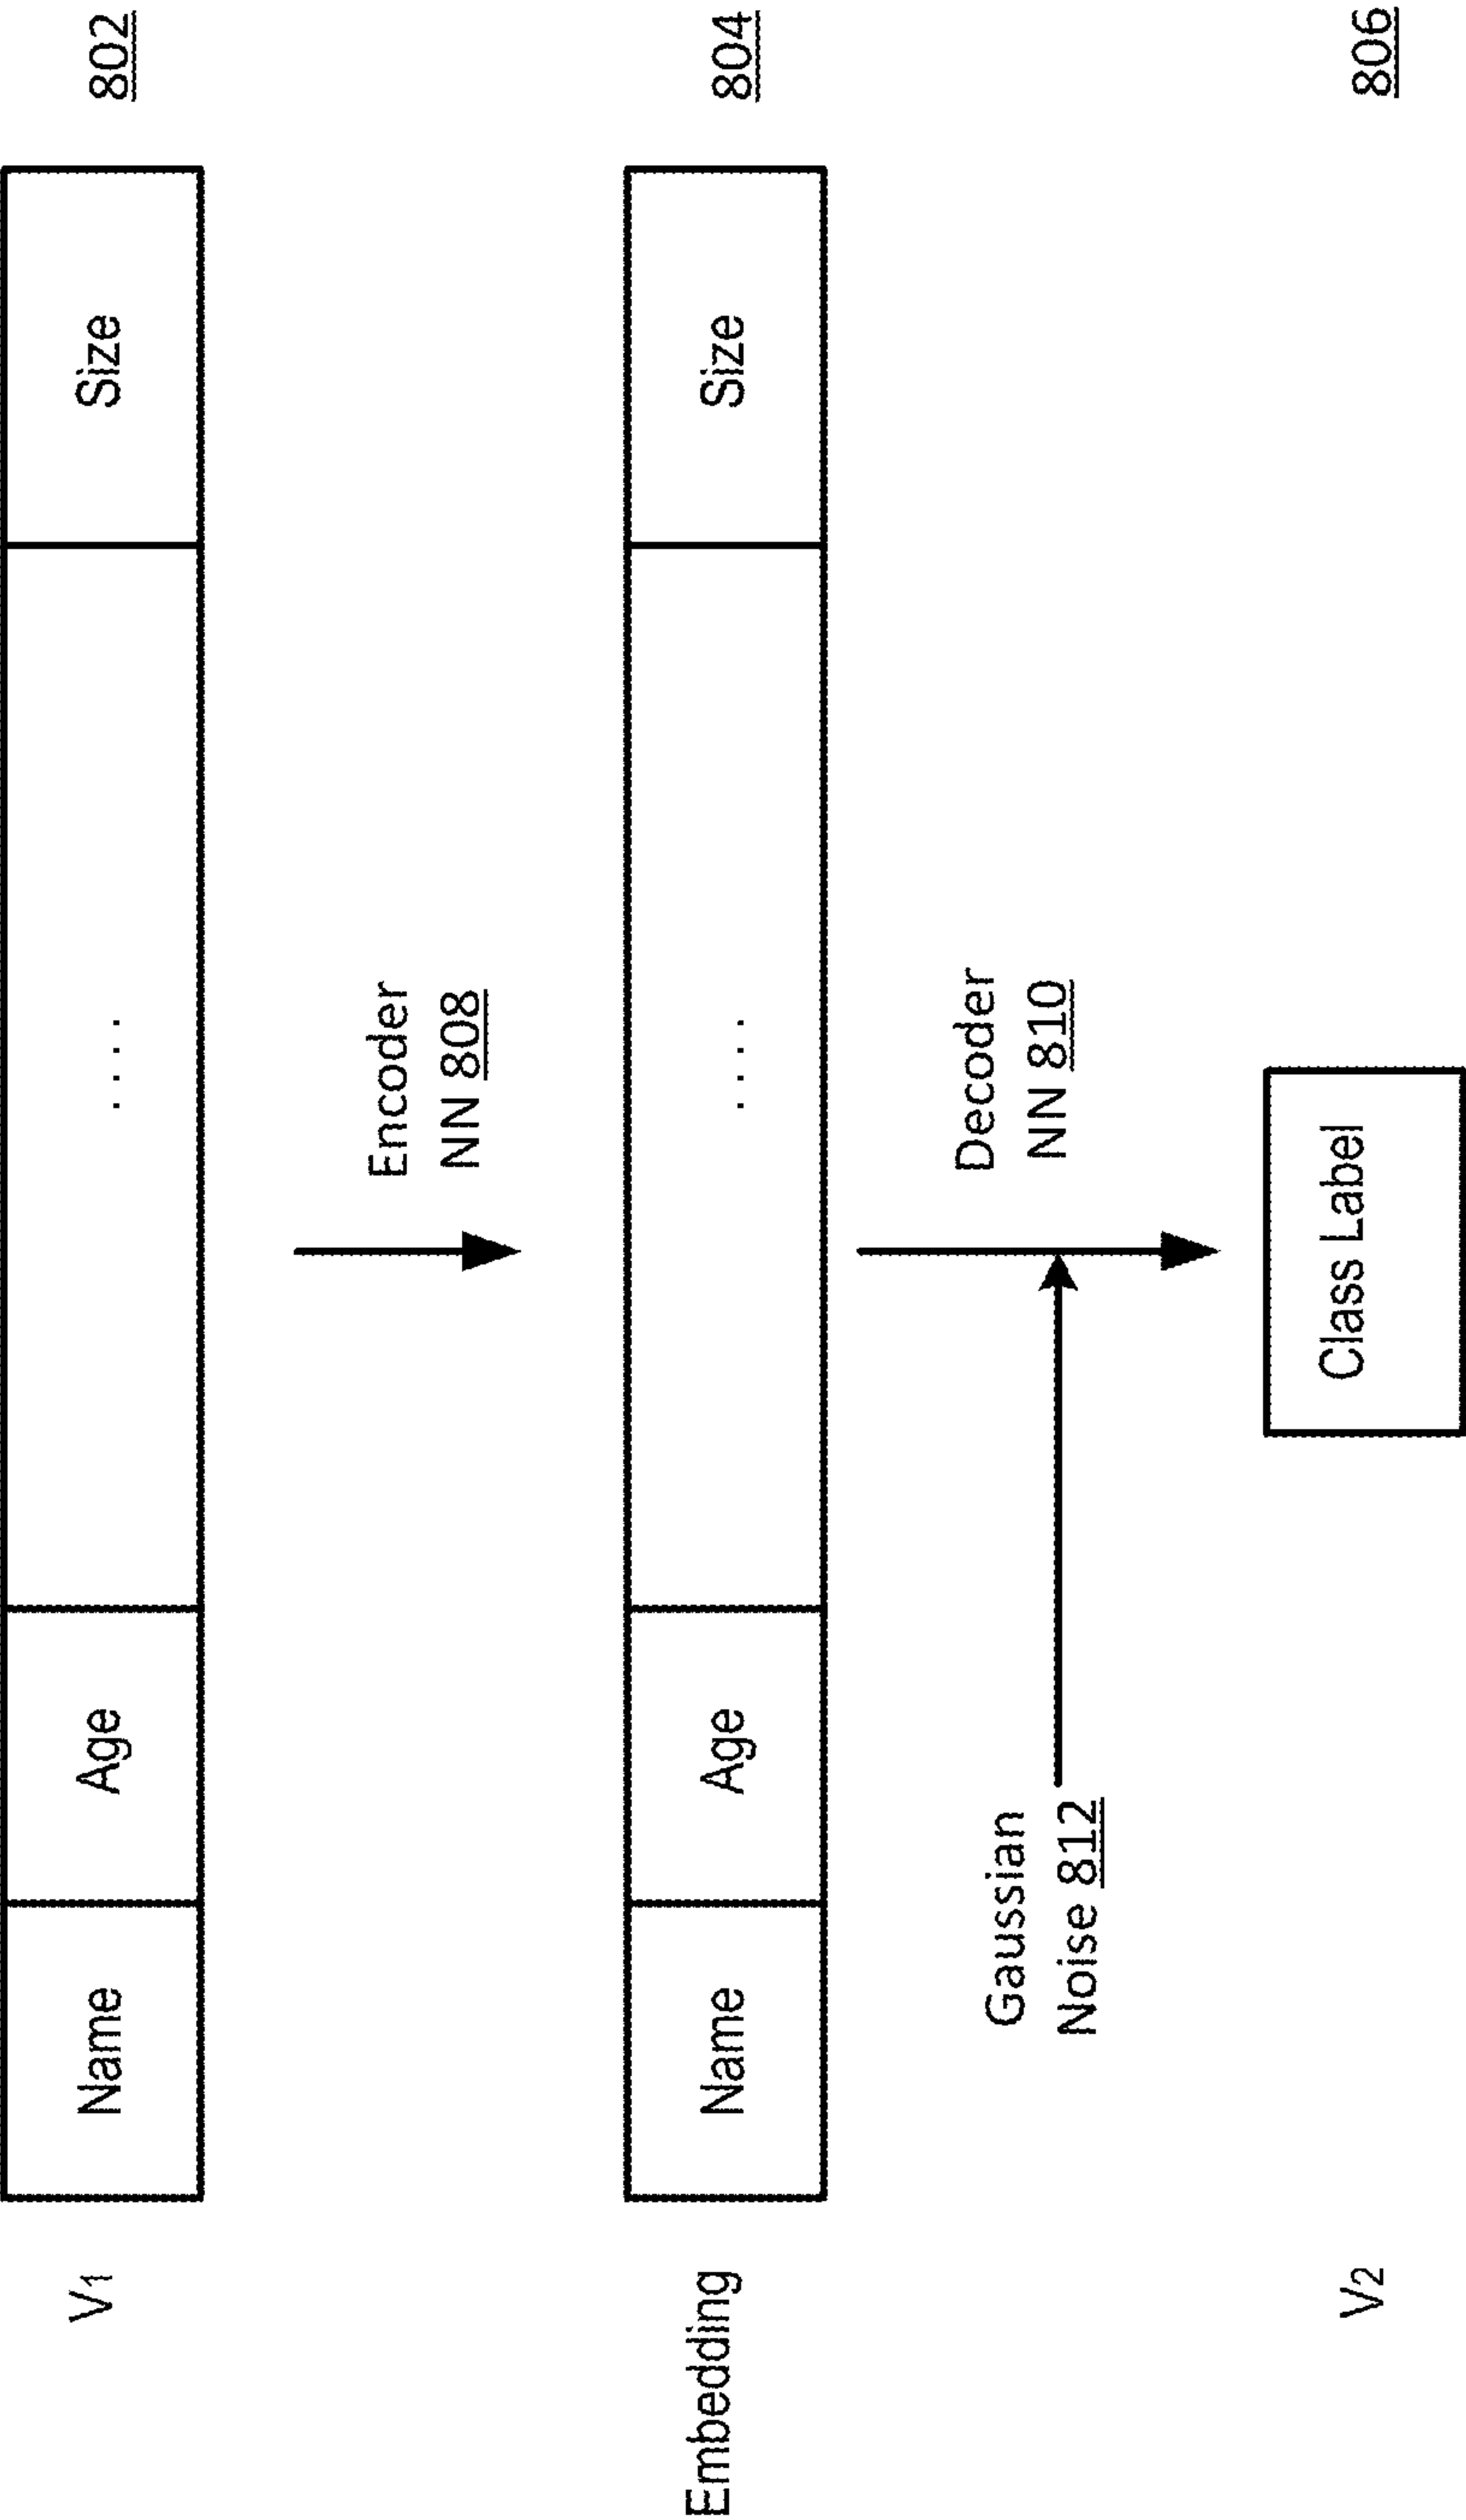 V1
Name
Age
....
Size
802
Encoder
NN 808
Embedding
Name
Age
....
Size
804
Gaussian
Noise 812
Decoder
NN 810
V2
Class Label
806